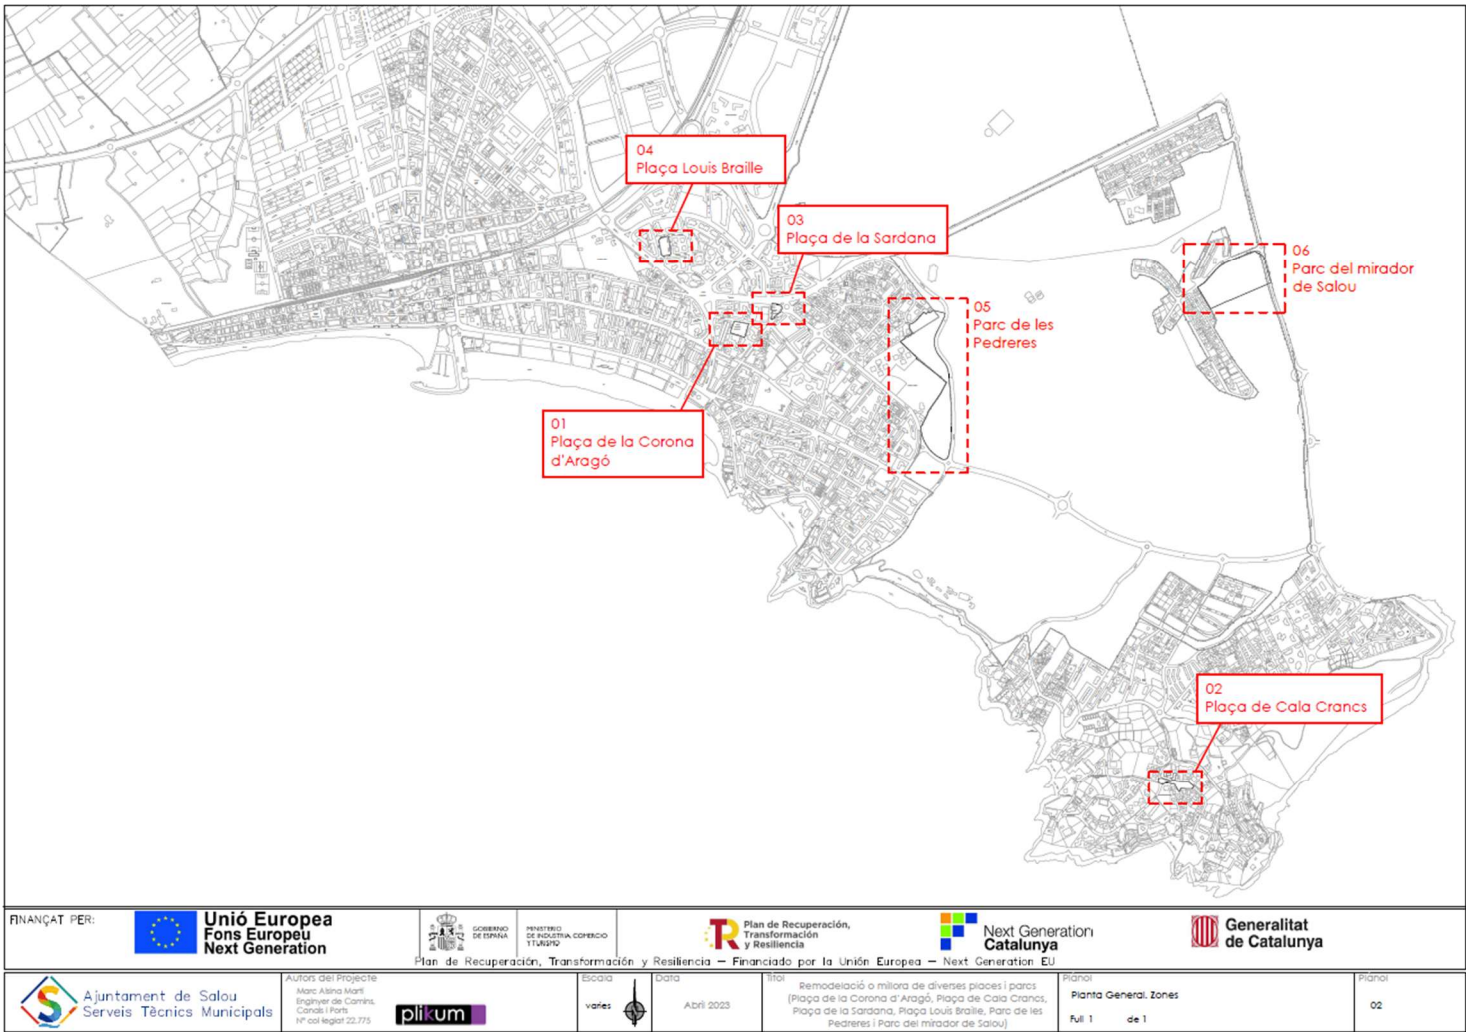 04
Plaça Louis Braille
03
Plaça de la Sardana
06
Parc del mirador
de Salou
05
Parc de les
Pedreres
01
Plaça de la Corona
d'Aragó
02
Plaça de Cala Crancs
FINANÇAT PER:
Unió Europea
Fons Europeu
Next Generation
GOBIERNO
DE ESPAÑA
MINISTERIO
DE INDUSTRIA, COMERCIO
Y TURISMO
Plan de Recuperación,
Transformación
y Resiliencia
Next Generation
Catalunya
Generalitat
de Catalunya
Plan de Recuperación, Transformación y Resiliencia – Financiado por la Unión Europea – Next Generation EU
Ajuntament de Salou
Serveis Tècnics Municipals
Autors del Projecte
Marc Alsina Martí
Enginyer de Camins,
Canals i Ports
Nº col·legiat 22.775
plikum
Escala
varies
Data
Abril 2023
Títol
Remodelació o millora de diverses places i parcs
(Plaça de la Corona d'Aragó, Plaça de Cala Crancs,
Plaça de la Sardana, Plaça Louis Braille, Parc de les
Pedreres i Parc del mirador de Salou)
Plànol
Planta General. Zones
Full 1 de 1
Plànol
02